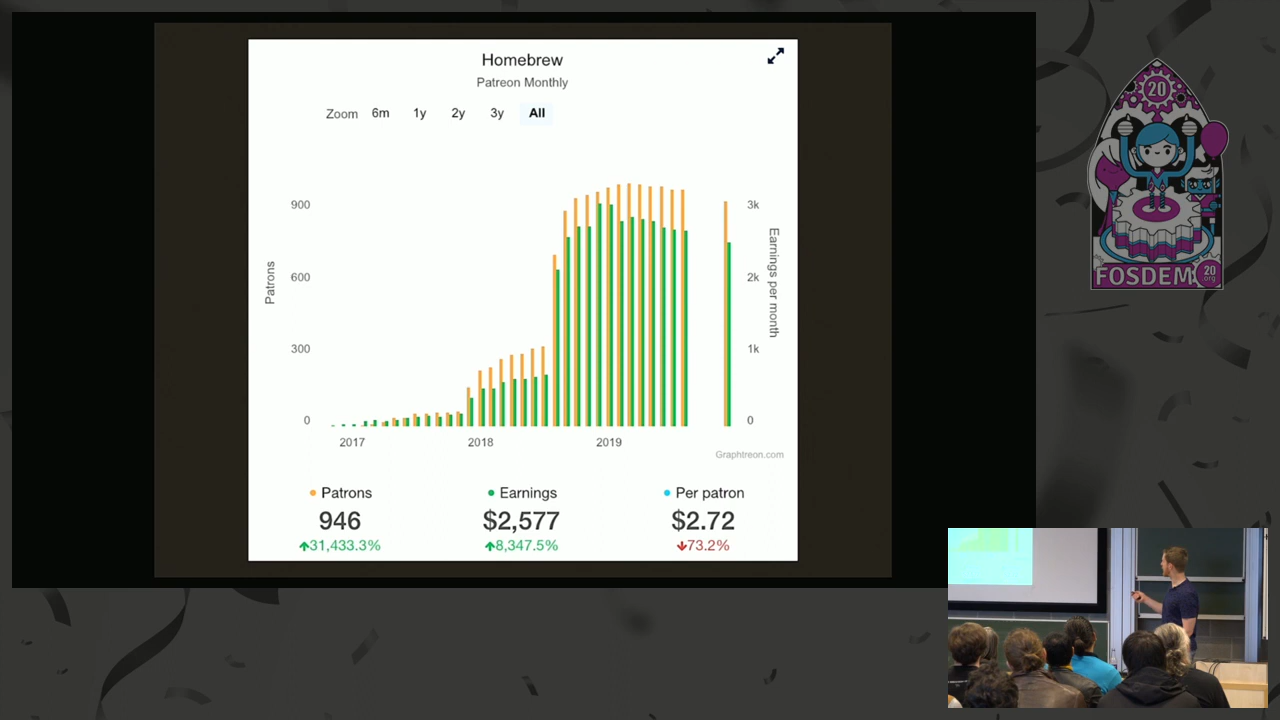 Homebrew
Patreon Monthly
Zoom 6m 1y 2y 3y All
900
600
300
0
Patrons
3k
2k
1k
0
Earnings per month
2017 2018 2019
Graphtreon.com
Patrons Earnings Per patron
946 $2,577 $2.72
31,433.3% 8,347.5% 73.2%
20
FOSDEM
20
.org